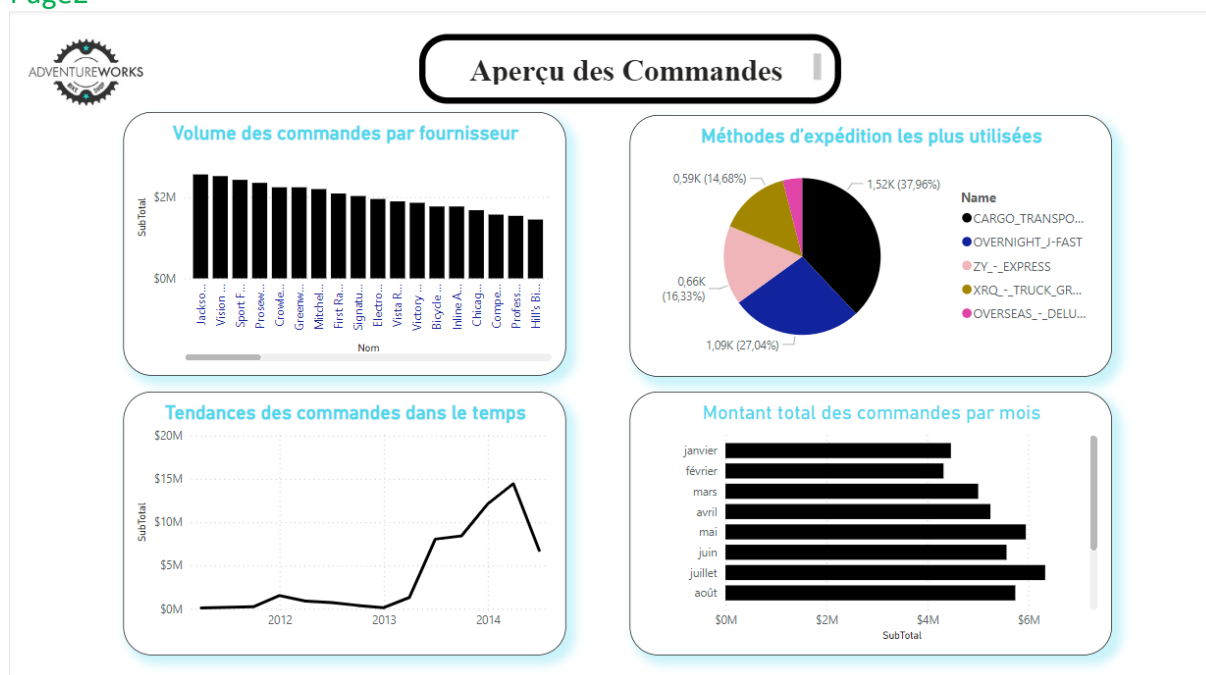 Page2
ADVENTUREWORKS
BIKE SHOP
Aperçu des Commandes
Volume des commandes par fournisseur
SubTotal
$2M
$0M
Jackso...
Vision ...
Sport F...
Prosew...
Crowle...
Greenw...
Mitchel...
First Ra...
Signatu...
Electro...
Vista R...
Victory ...
Bicycle ...
Inline A...
Chicag...
Compe...
Profess...
Hill's Bi...
Nom
Méthodes d'expédition les plus utilisées
0,59K (14,68%)
1,52K (37,96%)
0,66K
(16,33%)
1,09K (27,04%)
Name
CARGO_TRANSPO...
OVERNIGHT_J-FAST
ZY_-_EXPRESS
XRQ_-_TRUCK_GR...
OVERSEAS_-_DELU...
Tendances des commandes dans le temps
$20M
$15M
$10M
$5M
$0M
SubTotal
2012
2013
2014
Montant total des commandes par mois
janvier
février
mars
avril
mai
juin
juillet
août
$0M
$2M
$4M
$6M
SubTotal